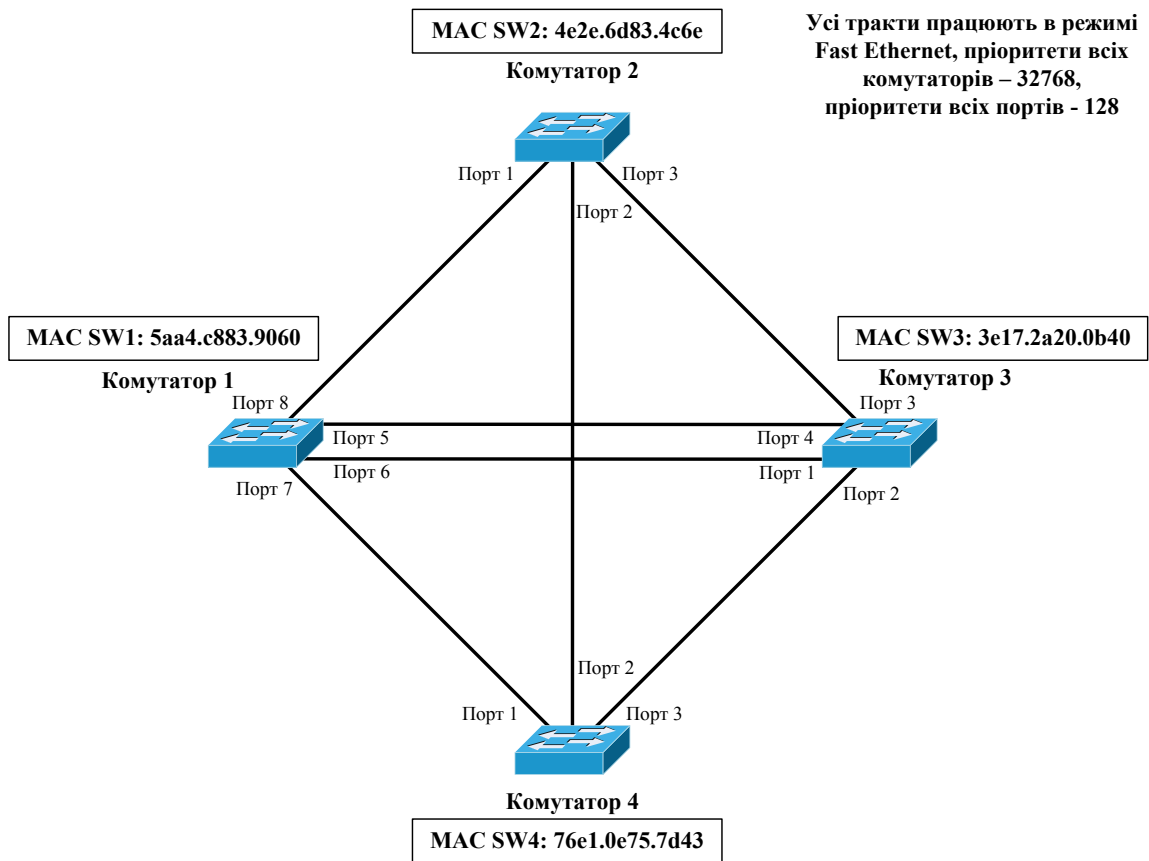 MAC SW2: 4e2e.6d83.4c6e
Комутатор 2
Усі тракти працюють в режимі
Fast Ethernet, пріоритети всіх
комутаторів – 32768,
пріоритети всіх портів - 128
Порт 1
Порт 3
Порт 2
MAC SW1: 5aa4.c883.9060
Комутатор 1
MAC SW3: 3e17.2a20.0b40
Комутатор 3
Порт 8
Порт 3
Порт 5
Порт 4
Порт 6
Порт 1
Порт 7
Порт 2
Порт 2
Порт 1
Порт 3
Комутатор 4
MAC SW4: 76e1.0e75.7d43